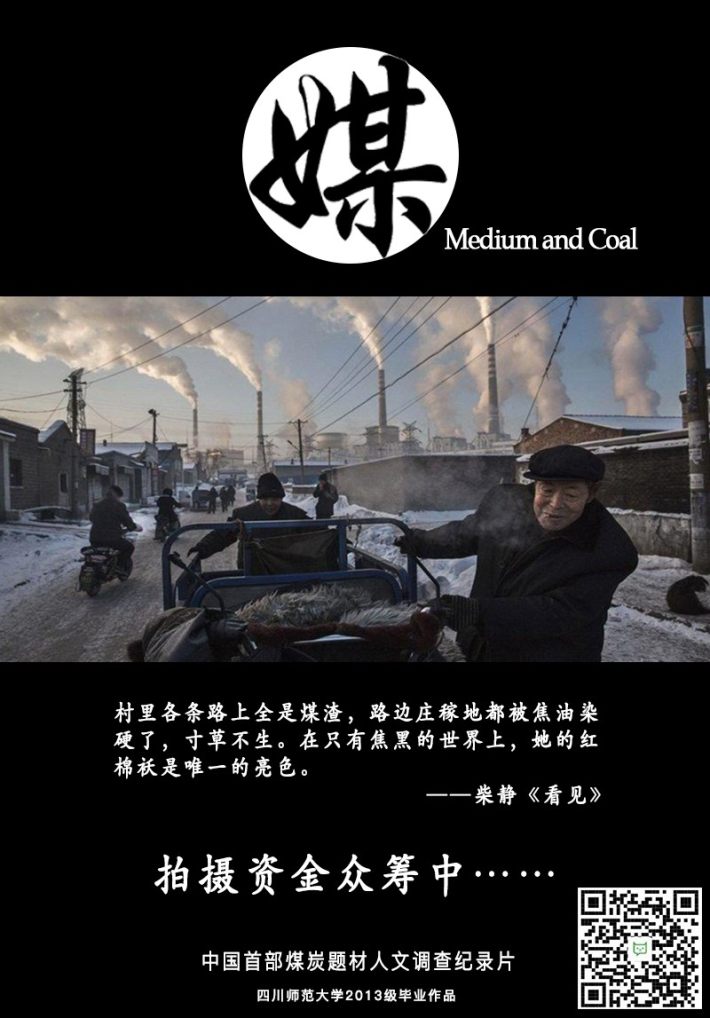 媒
Medium and Coal
村里各条路上全是煤渣，路边庄稼地都被焦油染
硬了，寸草不生。在只有焦黑的世界上，她的红
棉袄是唯一的亮色。
——柴静《看见》
拍摄资金众筹中……
中国首部煤炭题材人文调查纪录片
四川师范大学2013级毕业作品